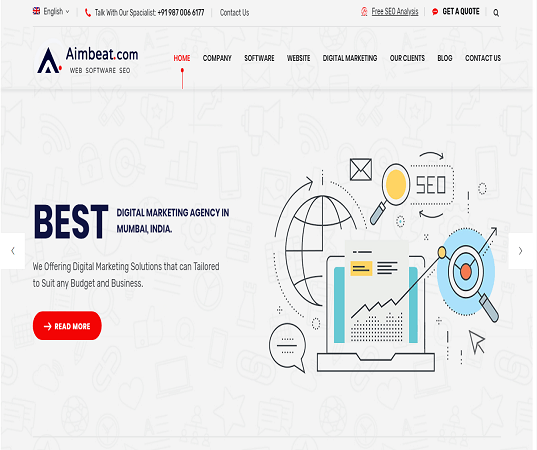 English
Talk With Our Spacialist: +91 987 006 6177
Contact Us
Free SEO Analysis
GET A QUOTE
Aimbeat.com
WEB SOFTWARE SEO
HOME
COMPANY
SOFTWARE
WEBSITE
DIGITAL MARKETING
OUR CLIENTS
BLOG
CONTACT US
BEST
DIGITAL MARKETING AGENCY IN
MUMBAI, INDIA.
SEO
We Offering Digital Marketing Solutions that can Tailored
to Suit any Budget and Business.
READ MORE